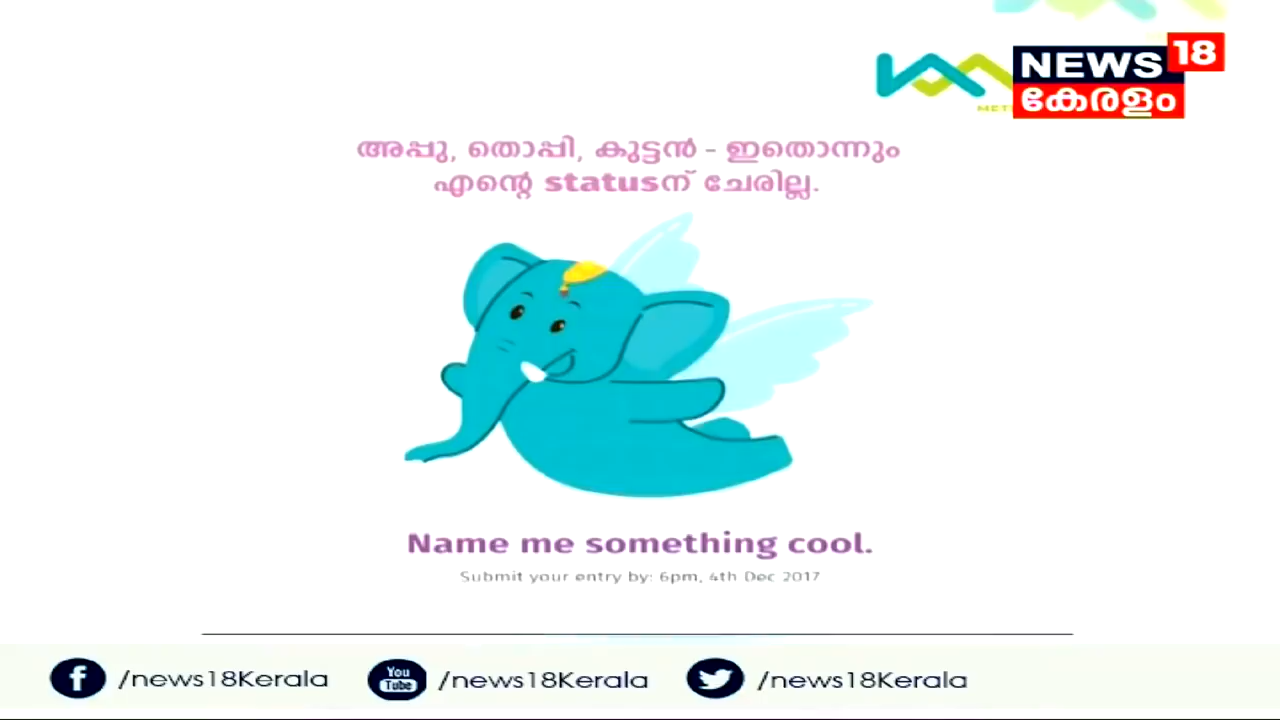 NEWS 18
കേരളം
അപ്പു, തൊപ്പി, കുട്ടൻ - ഇതൊന്നും
എന്റെ statusന് ചേരില്ല.
Name me something cool.
Submit your entry by: 6pm, 4th Dec 2017
/news18Kerala You Tube /news18Kerala /news18Kerala